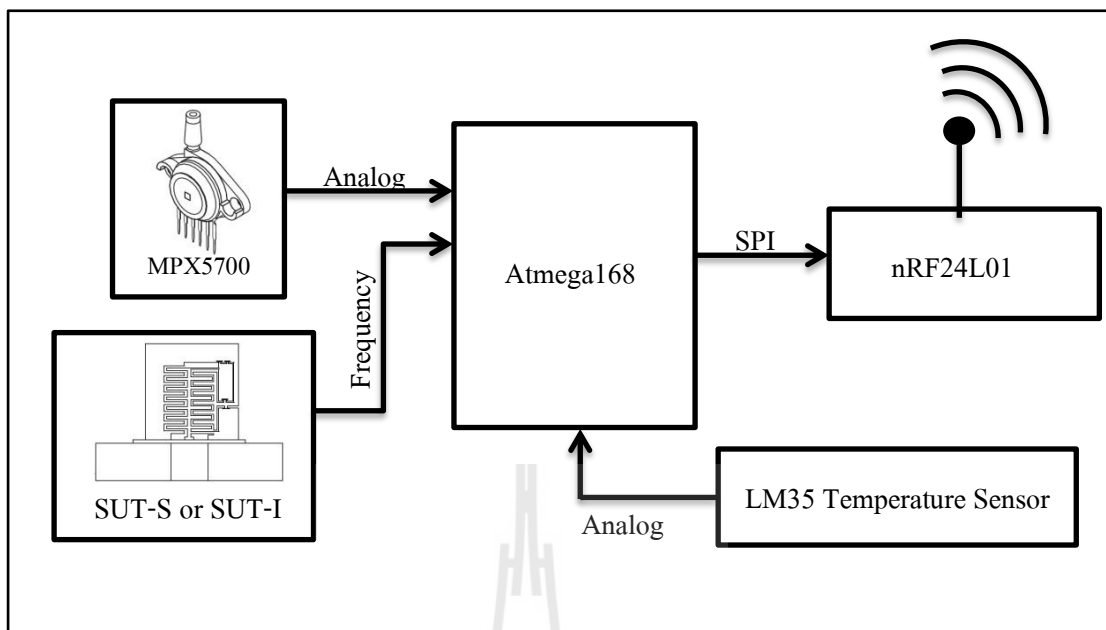 Analog
MPX5700
Frequency
SUT-S or SUT-I
Atmega168
SPI
nRF24L01
LM35 Temperature Sensor
Analog